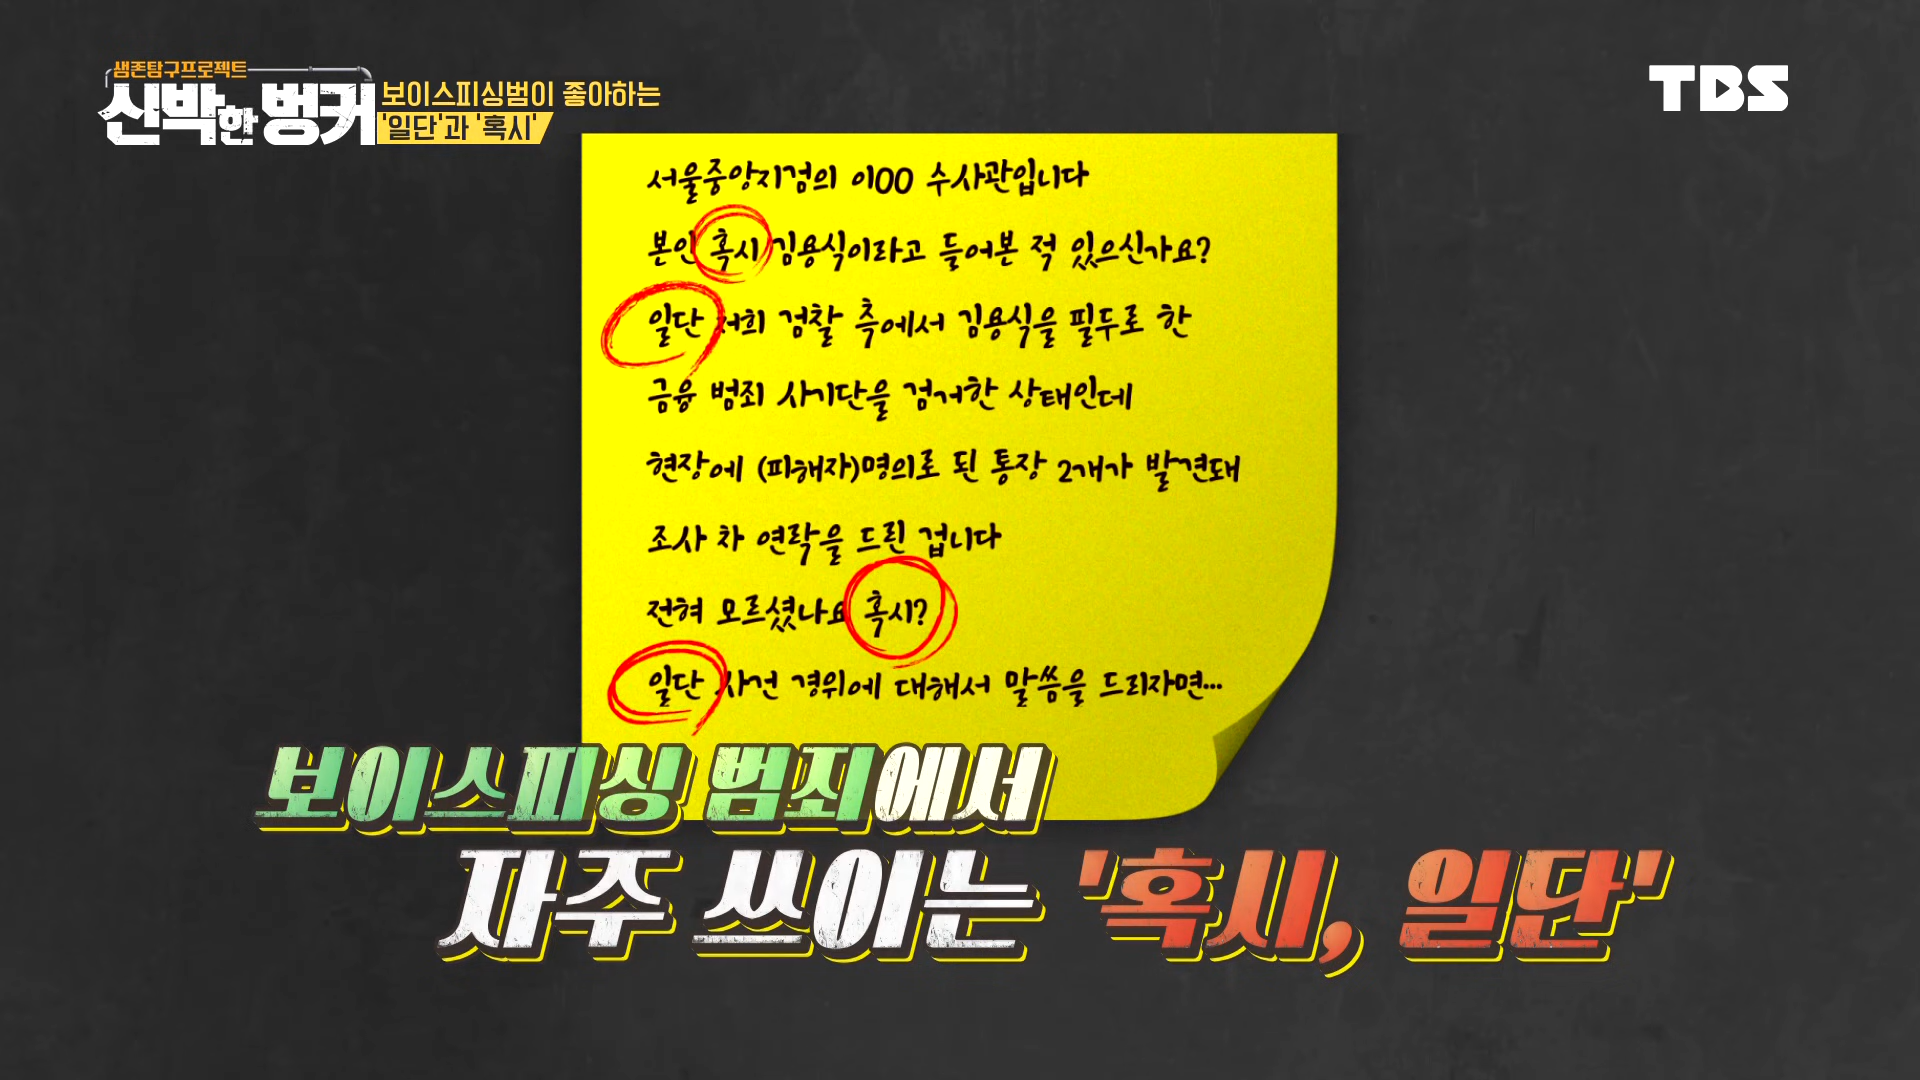 생존탐구프로젝트
신박한 벙커
보이스피싱범이 좋아하는
'일단'과 '혹시'
TBS
서울중앙지검의 이OO 수사관입니다
본인 혹시 김용식이라고 들어본 적 있으신가요?
일단 저희 검찰 측에서 김용식을 필두로 한
금융 범죄 사기단을 검거한 상태인데
현장에 (피해자)명의로 된 통장 2개가 발견돼
조사 차 연락을 드린 겁니다
전혀 모르셨나요 혹시?
일단 사건 경위에 대해서 말씀을 드리자면...
보이스피싱 범죄에서
자주 쓰이는 '혹시, 일단'